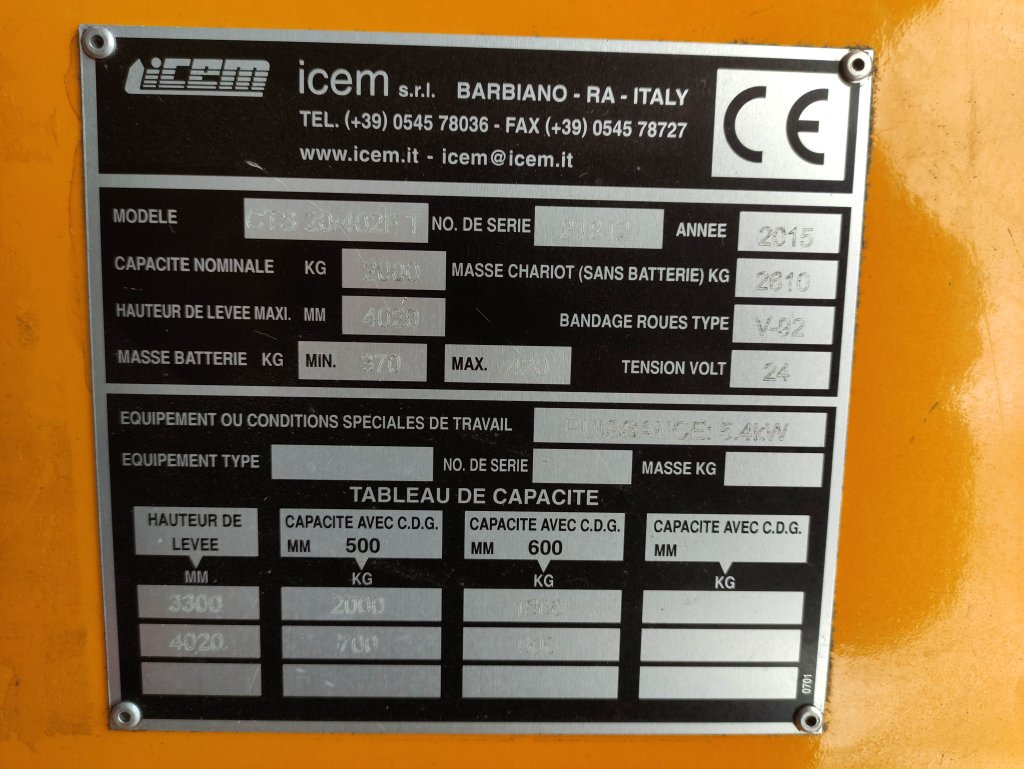 icem
icem s.r.l. BARBIANO - RA - ITALY
TEL. (+39) 0545 78036 - FAX (+39) 0545 78727
www.icem.it - icem@icem.it
CE
MODELE NO. DE SERIE ANNEE 2015
CAPACITE NOMINALE KG 2000 MASSE CHARIOT (SANS BATTERIE) KG 2610
HAUTEUR DE LEVEE MAXI. MM 4020 BANDAGE ROUES TYPE V-92
MASSE BATTERIE KG MIN. 370 MAX. 420 TENSION VOLT 24
EQUIPEMENT OU CONDITIONS SPECIALES DE TRAVAIL PUISSANCE: 5.4kW
EQUIPEMENT TYPE NO. DE SERIE MASSE KG
TABLEAU DE CAPACITE
HAUTEUR DE LEVEE CAPACITE AVEC C.D.G. CAPACITE AVEC C.D.G. CAPACITE AVEC C.D.G.
MM 500 MM 600 MM
MM KG KG KG
3300 2000
4020 700
0701